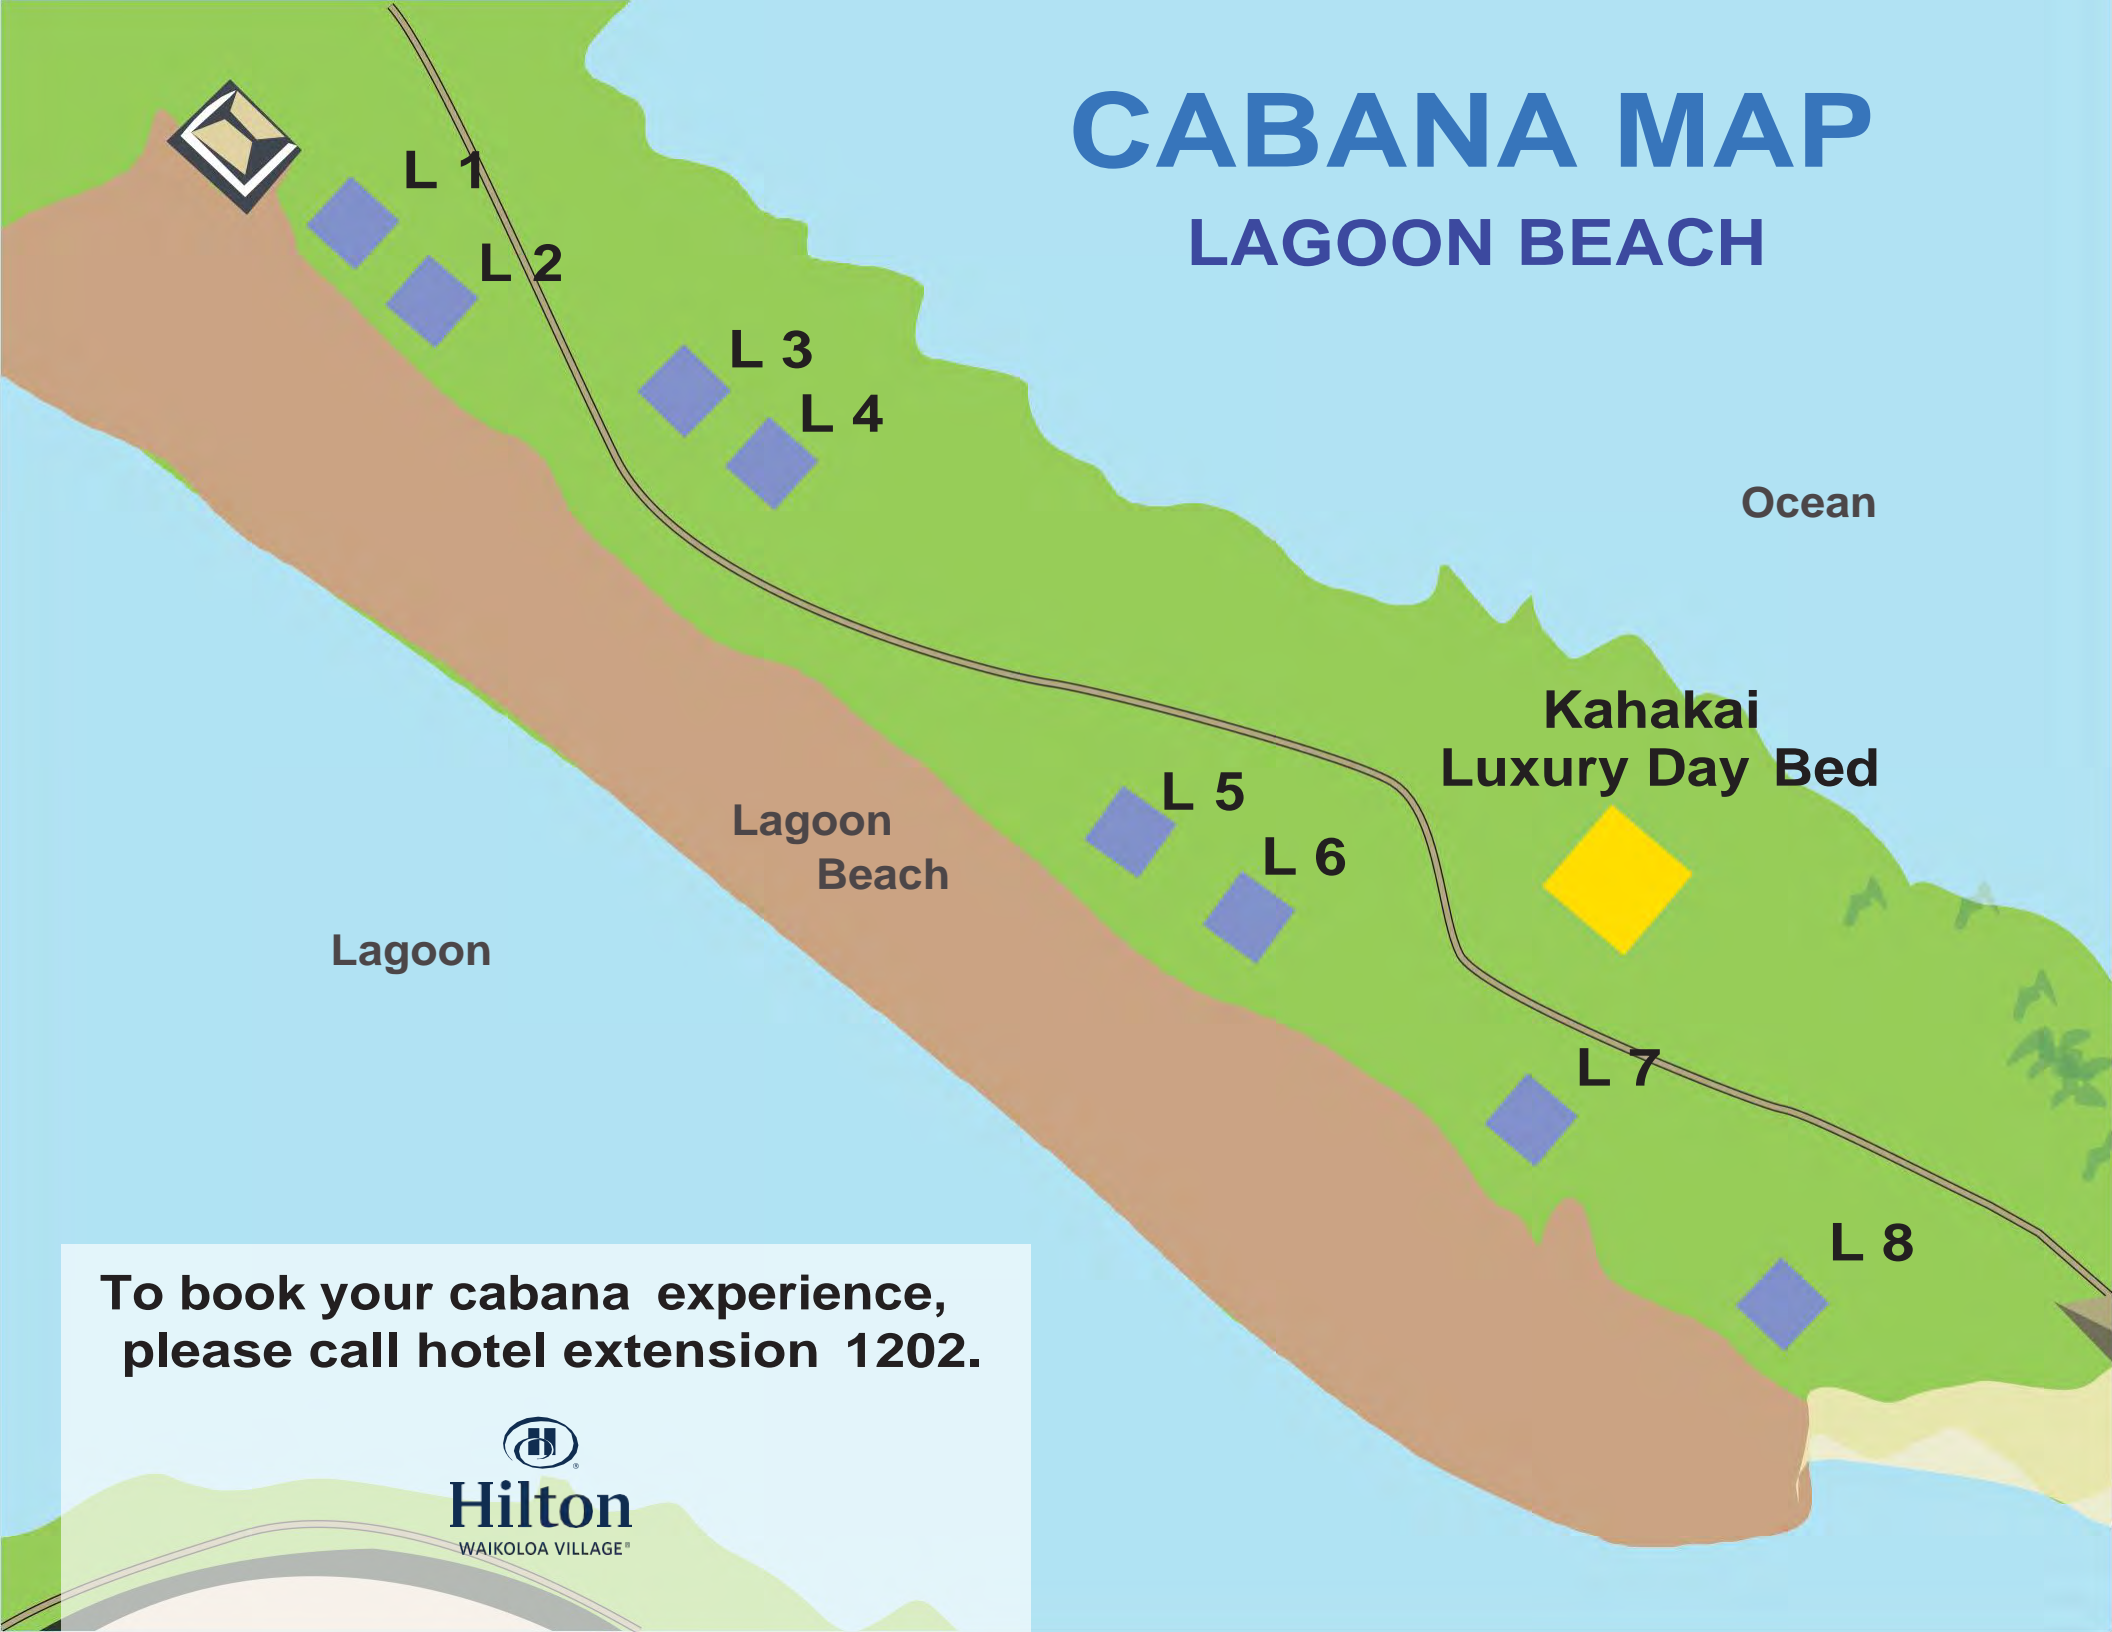 CABANA MAP
LAGOON BEACH
L 1
L 2
L 3
L 4
Ocean
Kahakai
Luxury Day Bed
L 5
L 6
Lagoon
Beach
Lagoon
L 7
L 8
To book your cabana experience,
please call hotel extension 1202.
H
Hilton
WAIKOLOA VILLAGE®